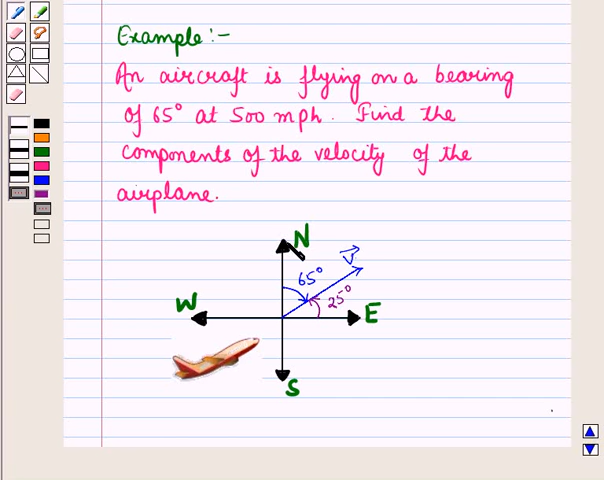 Example:-
An aircraft is flying on a bearing
of 65° at 500 mph. Find the
components of the velocity of the
airplane.
N
V
65°
25°
W
E
S